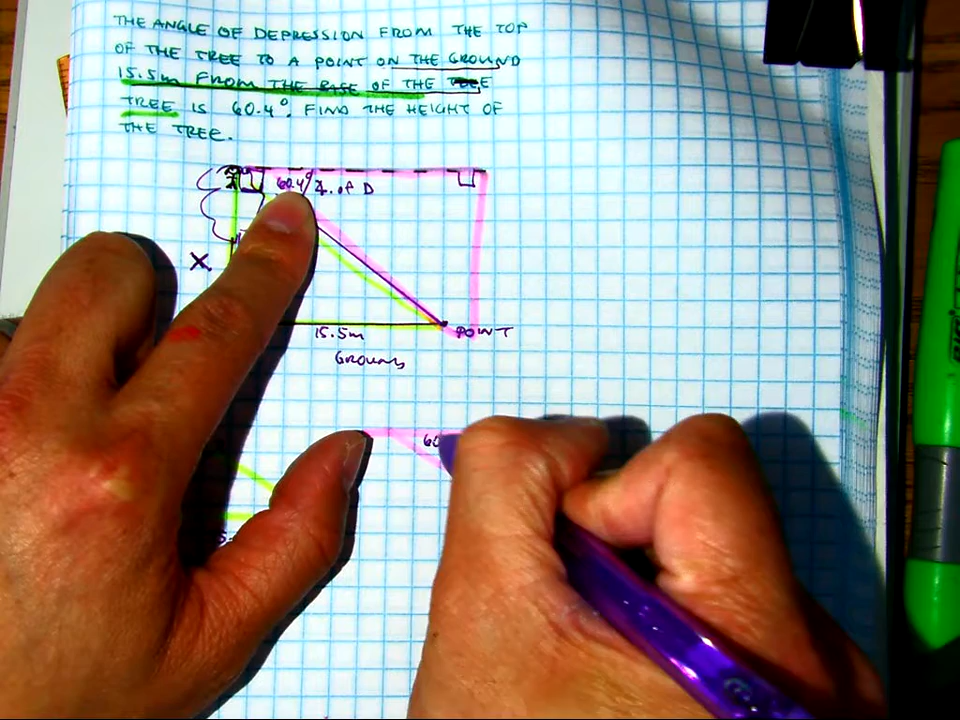 THE ANGLE OF DEPRESSION FROM THE TOP
OF THE TREE TO A POINT ON THE GROUND
15.5m FROM THE BASE OF THE
TREE IS 60.4°. FIND THE HEIGHT OF
THE TREE.
60.4° ∡ of D
X
15.5m POINT
GROUND
60